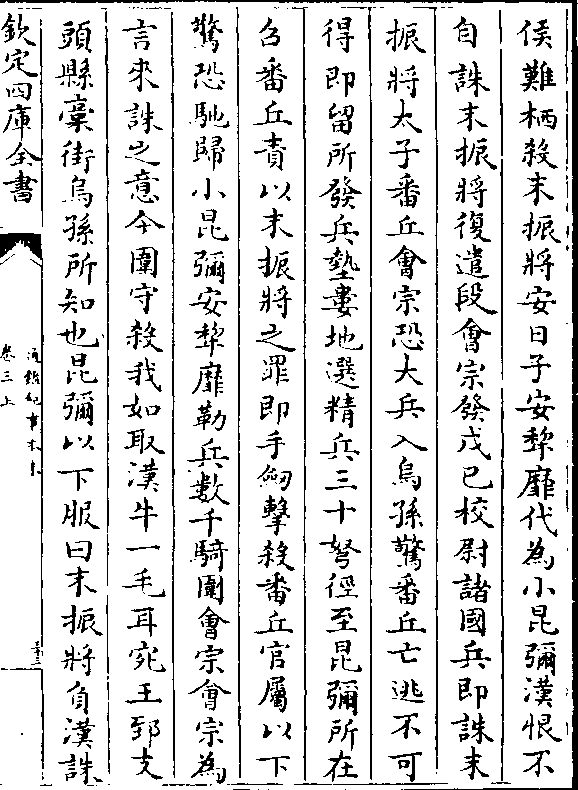 侯難栖殺末振將安日子安犂靡代為小昆彌漢恨不
自誅末振將復遣段會宗發戊己校尉諸國兵即誅末
振將太子番丘會宗恐大兵入烏孫驚番丘亡逃不可
得即留所發兵墊婁地選精兵三十弩徑至昆彌所在
召番丘責以末振將之罪即手劒擊殺番丘官屬以下
驚恐馳歸小昆彌安犂靡勒兵數千騎圍會宗會宗為
言來誅之意今圍守殺我如取漢牛一毛耳宛王郅支
頭縣槀街烏孫所知也昆彌以下服曰末振將負漢誅
欽定四庫全書
通鑑紀事本末
卷三上